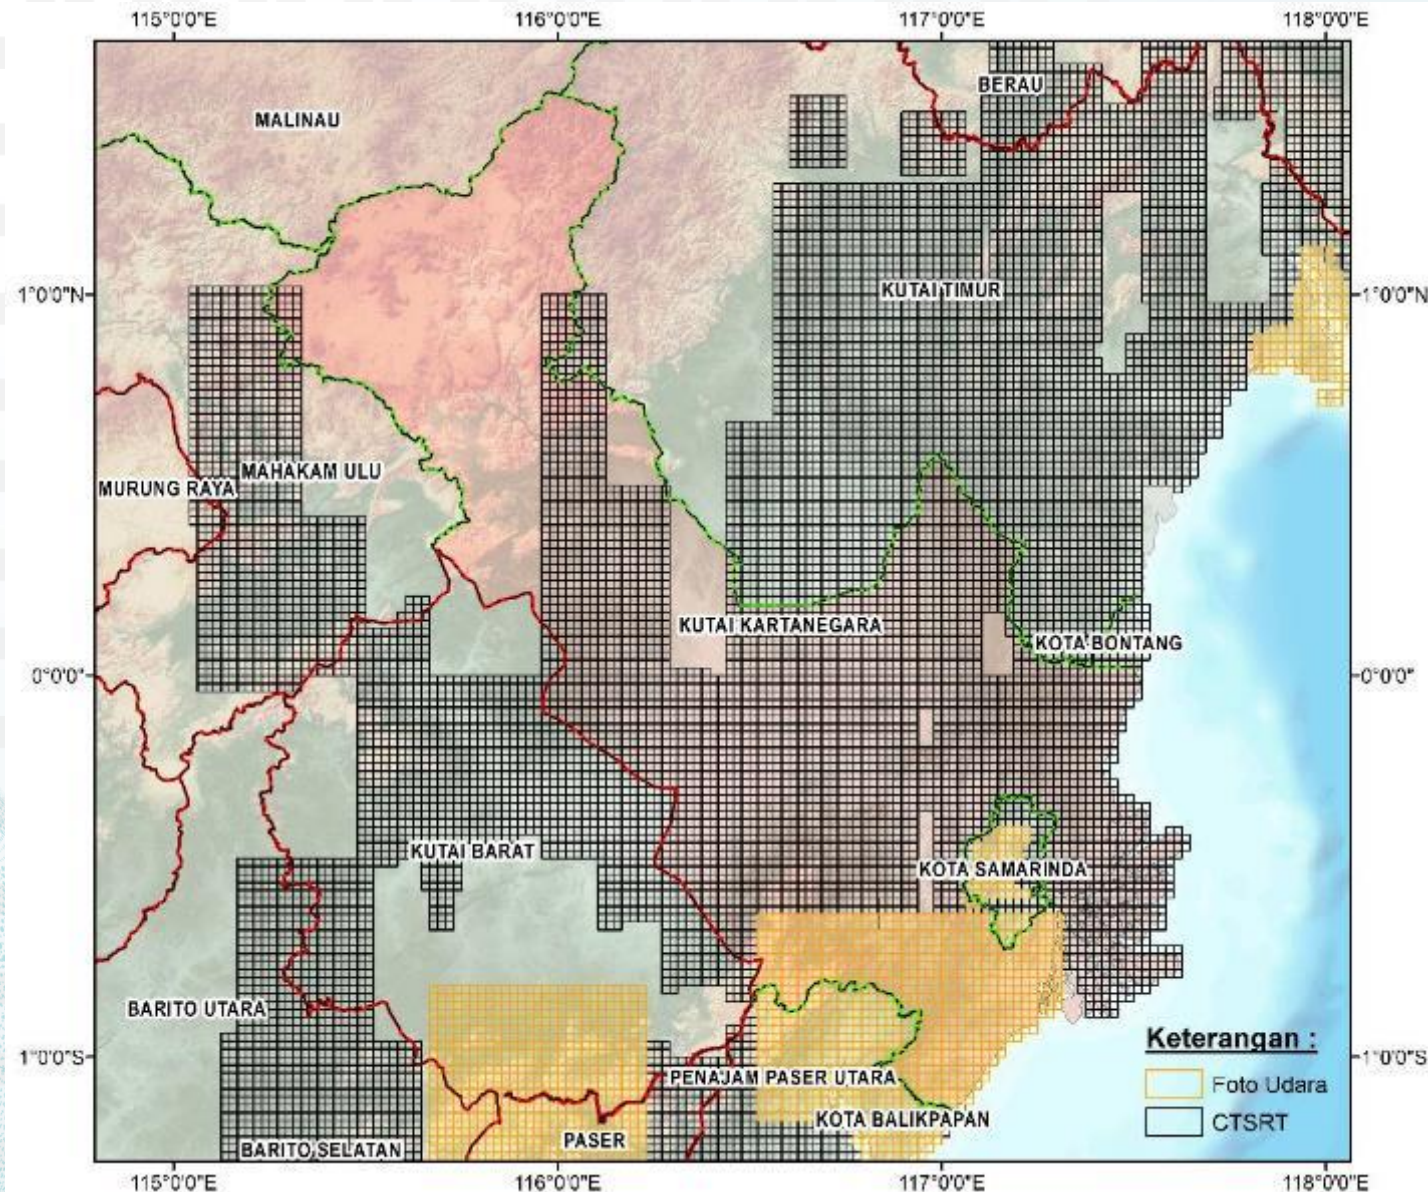 115°0'0"E 116°0'0"E 117°0'0"E 118°0'0"E
BERAU
MALINAU
KUTAI TIMUR
1°0'0"N 1°0'0"N
MAHAKAM ULU
MURUNG RAYA
KUTAI KARTANEGARA
KOTA BONTANG
0°0'0" 0°0'0"
KUTAI BARAT
KOTA SAMARINDA
BARITO UTARA
Keterangan :
1°0'0"S 1°0'0"S
PENAJAM PASER UTARA
Foto Udara
KOTA BALIKPAPAN
CTSRT
PASER
BARITO SELATAN
115°0'0"E 116°0'0"E 117°0'0"E 118°0'0"E